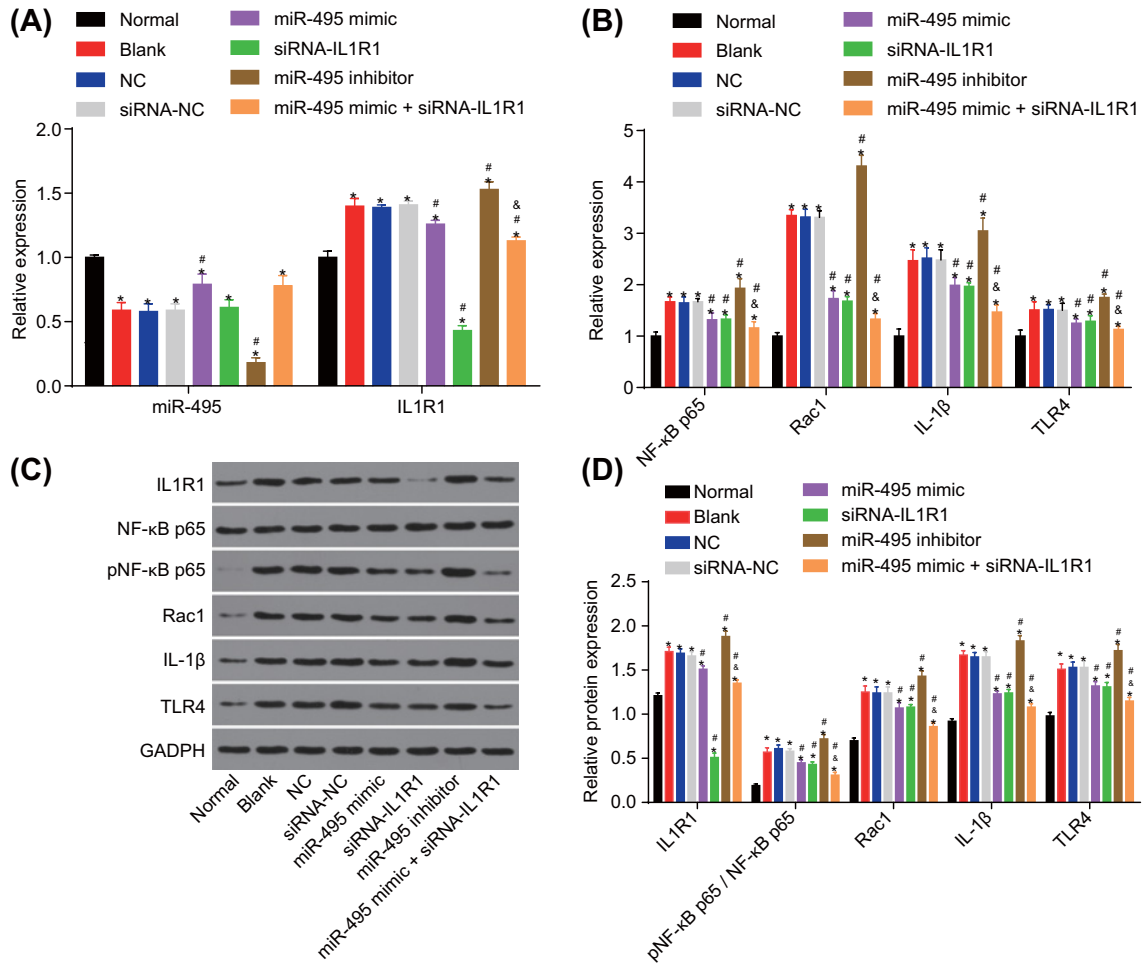 (A)
Normal
Blank
NC
siRNA-NC
miR-495 mimic
siRNA-IL1R1
miR-495 inhibitor
miR-495 mimic + siRNA-IL1R1
Relative expression
2.0
1.5
1.0
0.5
0.0
miR-495
IL1R1
* * * # * * # * *
* * * # * # * # * & # *
(B)
Normal
Blank
NC
siRNA-NC
miR-495 mimic
siRNA-IL1R1
miR-495 inhibitor
miR-495 mimic + siRNA-IL1R1
Relative expression
5
4
3
2
1
0
NF-κB p65
Rac1
IL-1β
TLR4
* * * # * # * # * # & *
* * * # * # * # * # & *
* * * # * # * # * # & *
* * * # * # * # * # & *
(C)
IL1R1
NF-κB p65
pNF-κB p65
Rac1
IL-1β
TLR4
GADPH
Normal
Blank
NC
siRNA-NC
miR-495 mimic
siRNA-IL1R1
miR-495 inhibitor
miR-495 mimic + siRNA-IL1R1
(D)
Normal
Blank
NC
siRNA-NC
miR-495 mimic
siRNA-IL1R1
miR-495 inhibitor
miR-495 mimic + siRNA-IL1R1
Relative protein expression
2.5
2.0
1.5
1.0
0.5
0.0
IL1R1
pNF-κB p65 / NF-κB p65
Rac1
IL-1β
TLR4
* * * # * # * # * # & *
* * * # * # * # * # & *
* * * # * # * # * # & *
* * * # * # * # * # & *
* * * # * # * # * # & *